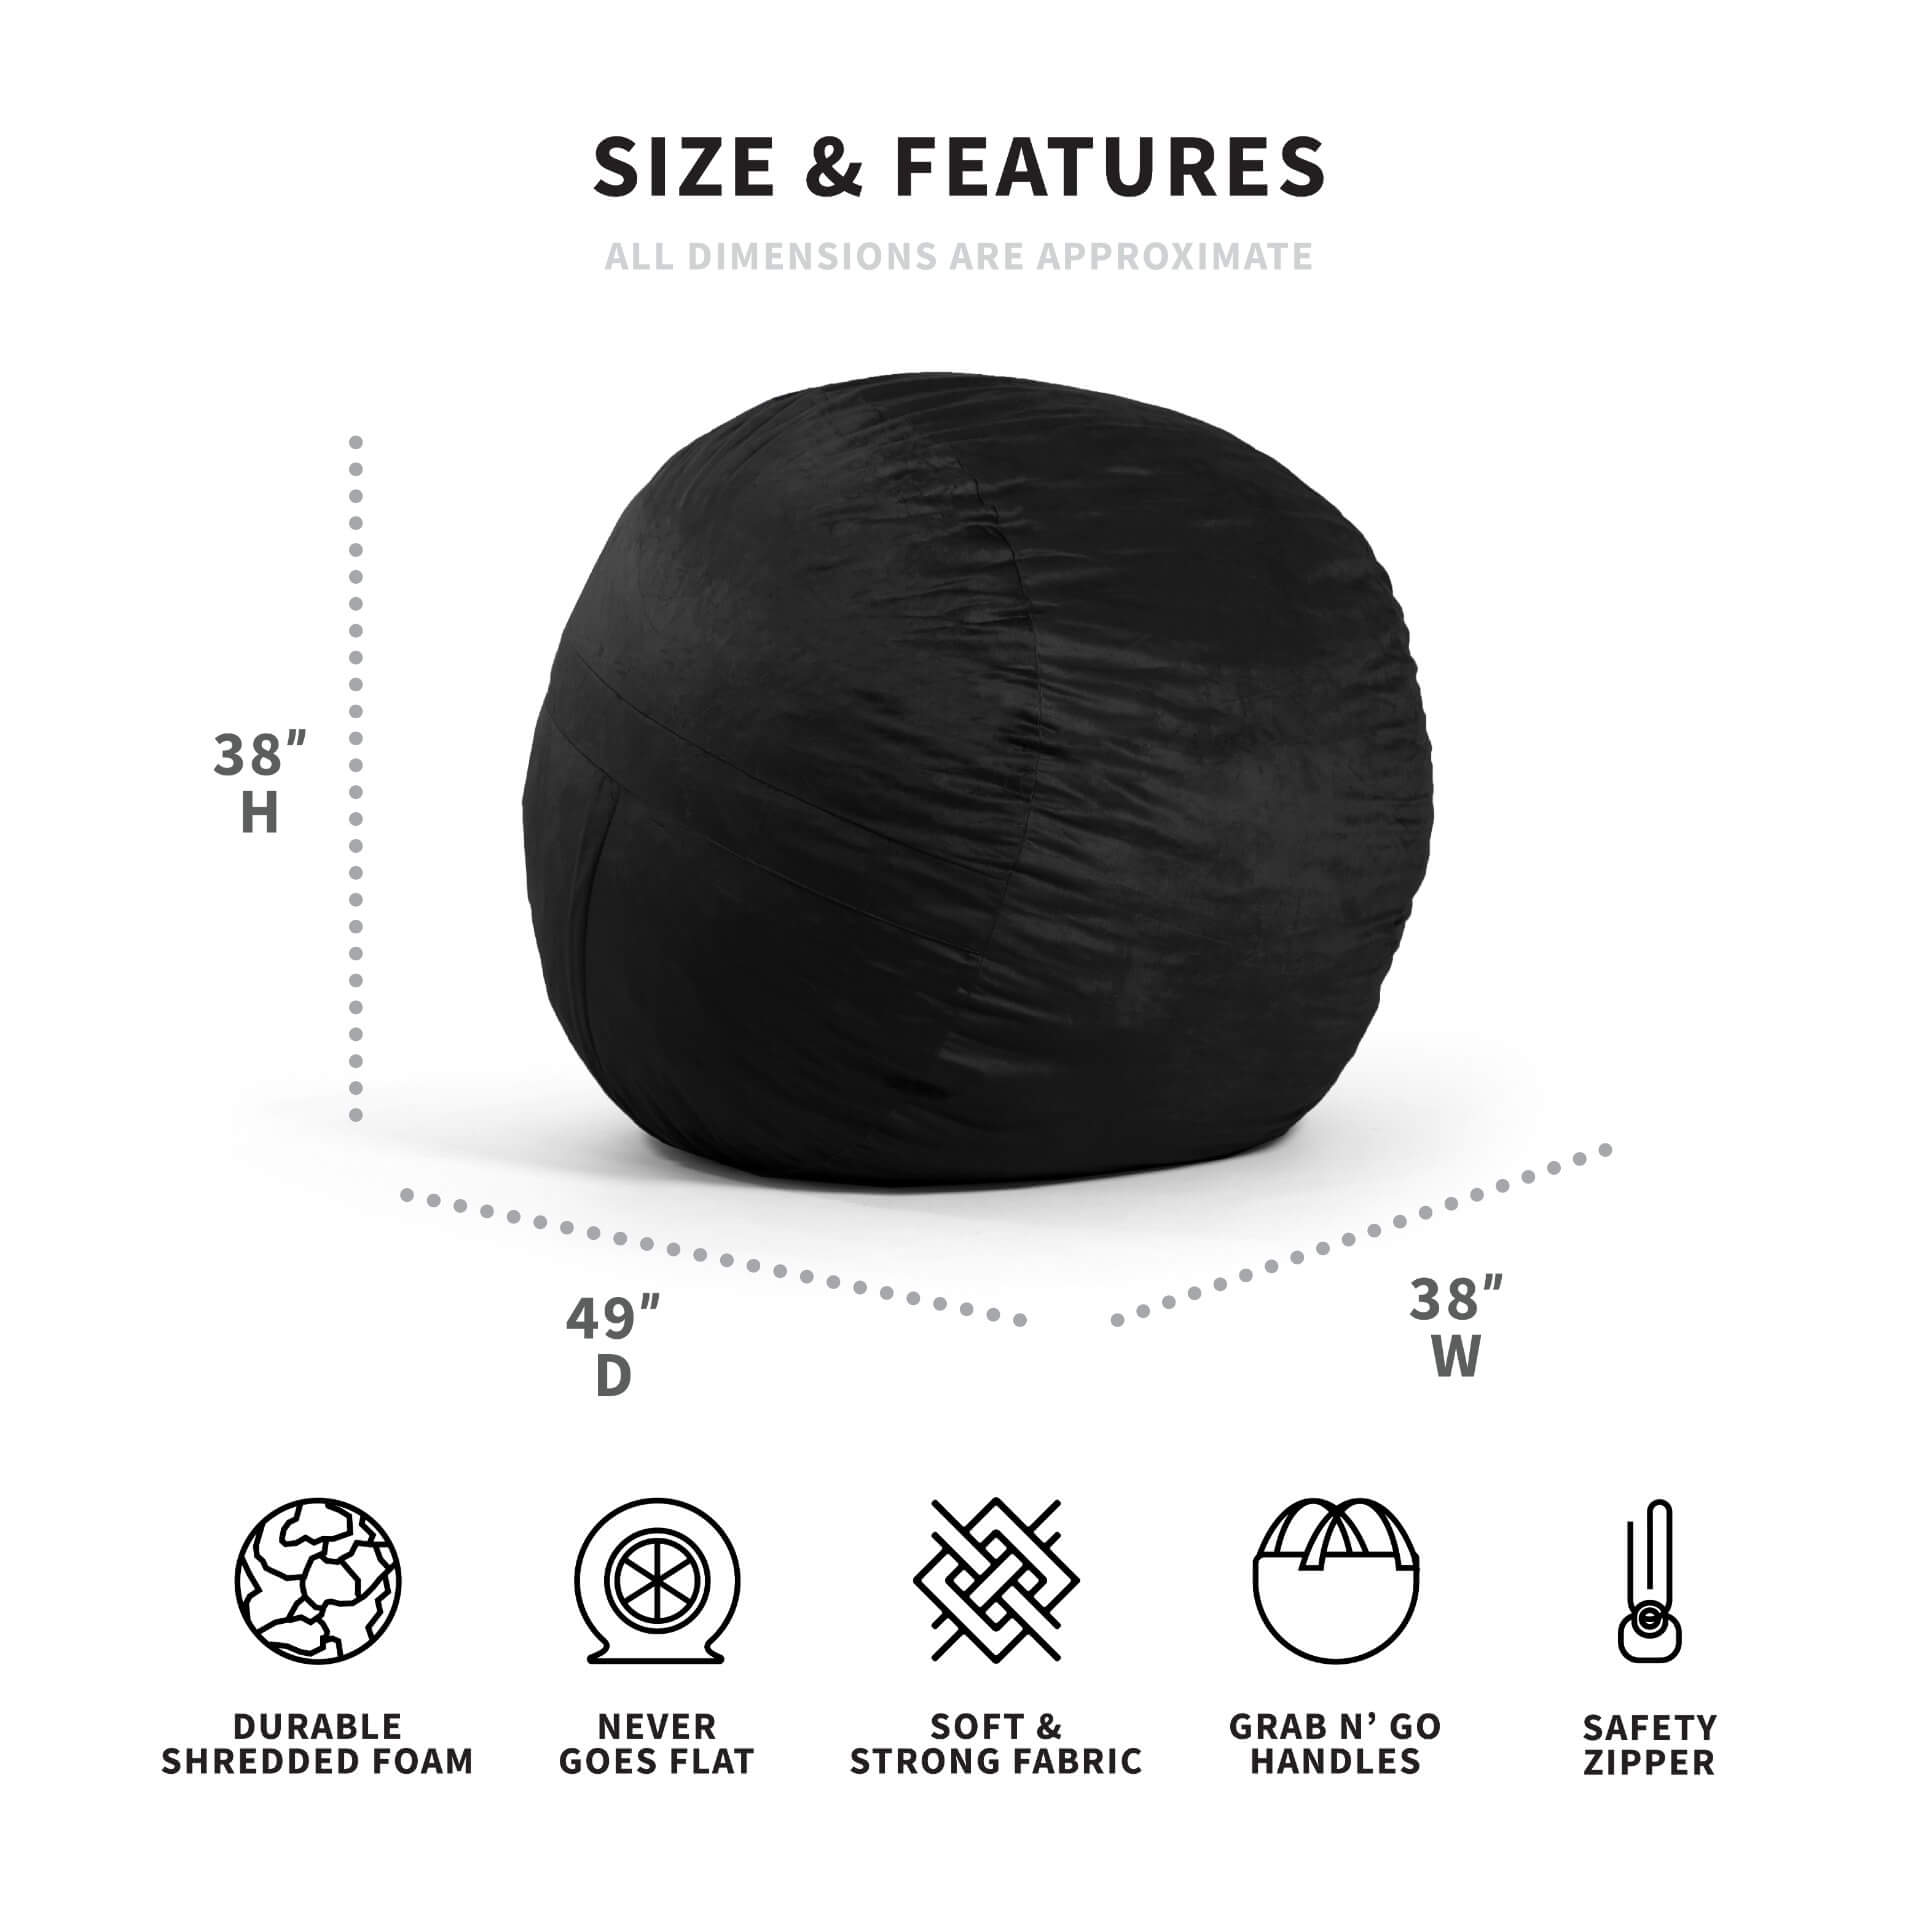 SIZE & FEATURES
ALL DIMENSIONS ARE APPROXIMATE
38″
H
49″
D
38″
W
DURABLE
SHREDDED FOAM
NEVER
GOES FLAT
SOFT &
STRONG FABRIC
GRAB N’ GO
HANDLES
SAFETY
ZIPPER